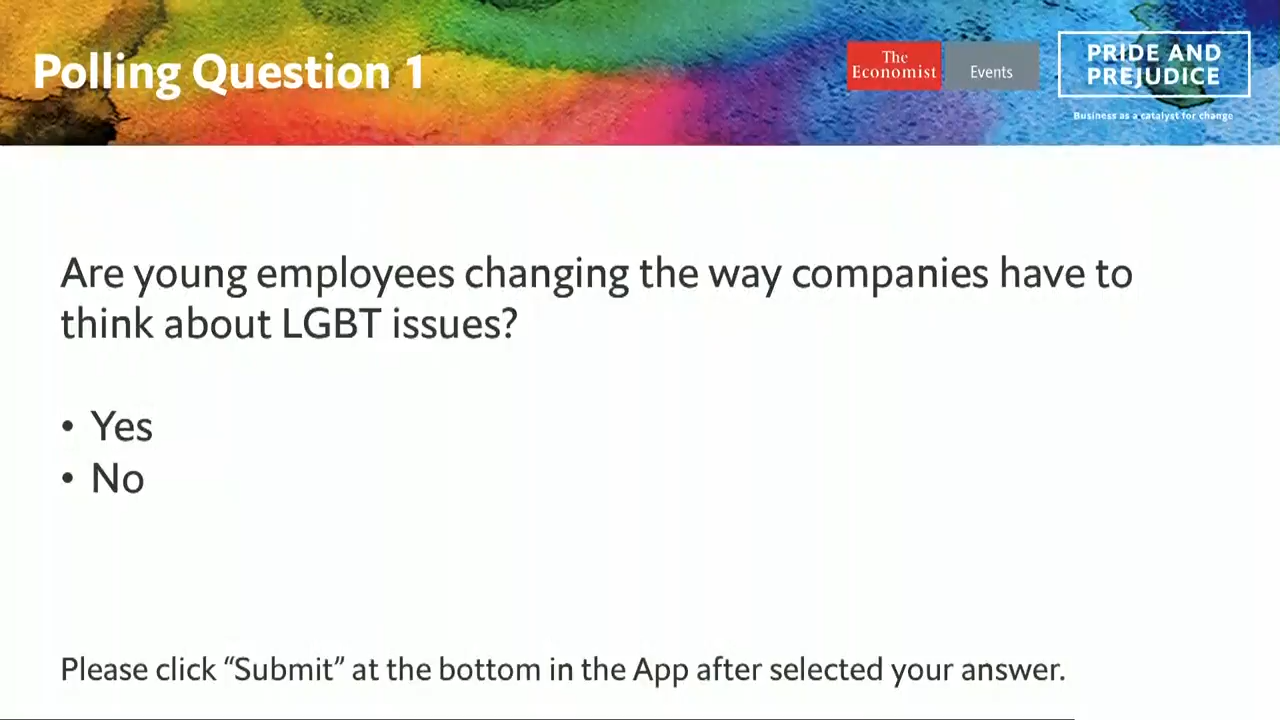 Polling Question 1
The
Economist
Events
PRIDE AND
PREJUDICE
Business as a catalyst for change
Are young employees changing the way companies have to
think about LGBT issues?
• Yes
• No
Please click “Submit” at the bottom in the App after selected your answer.